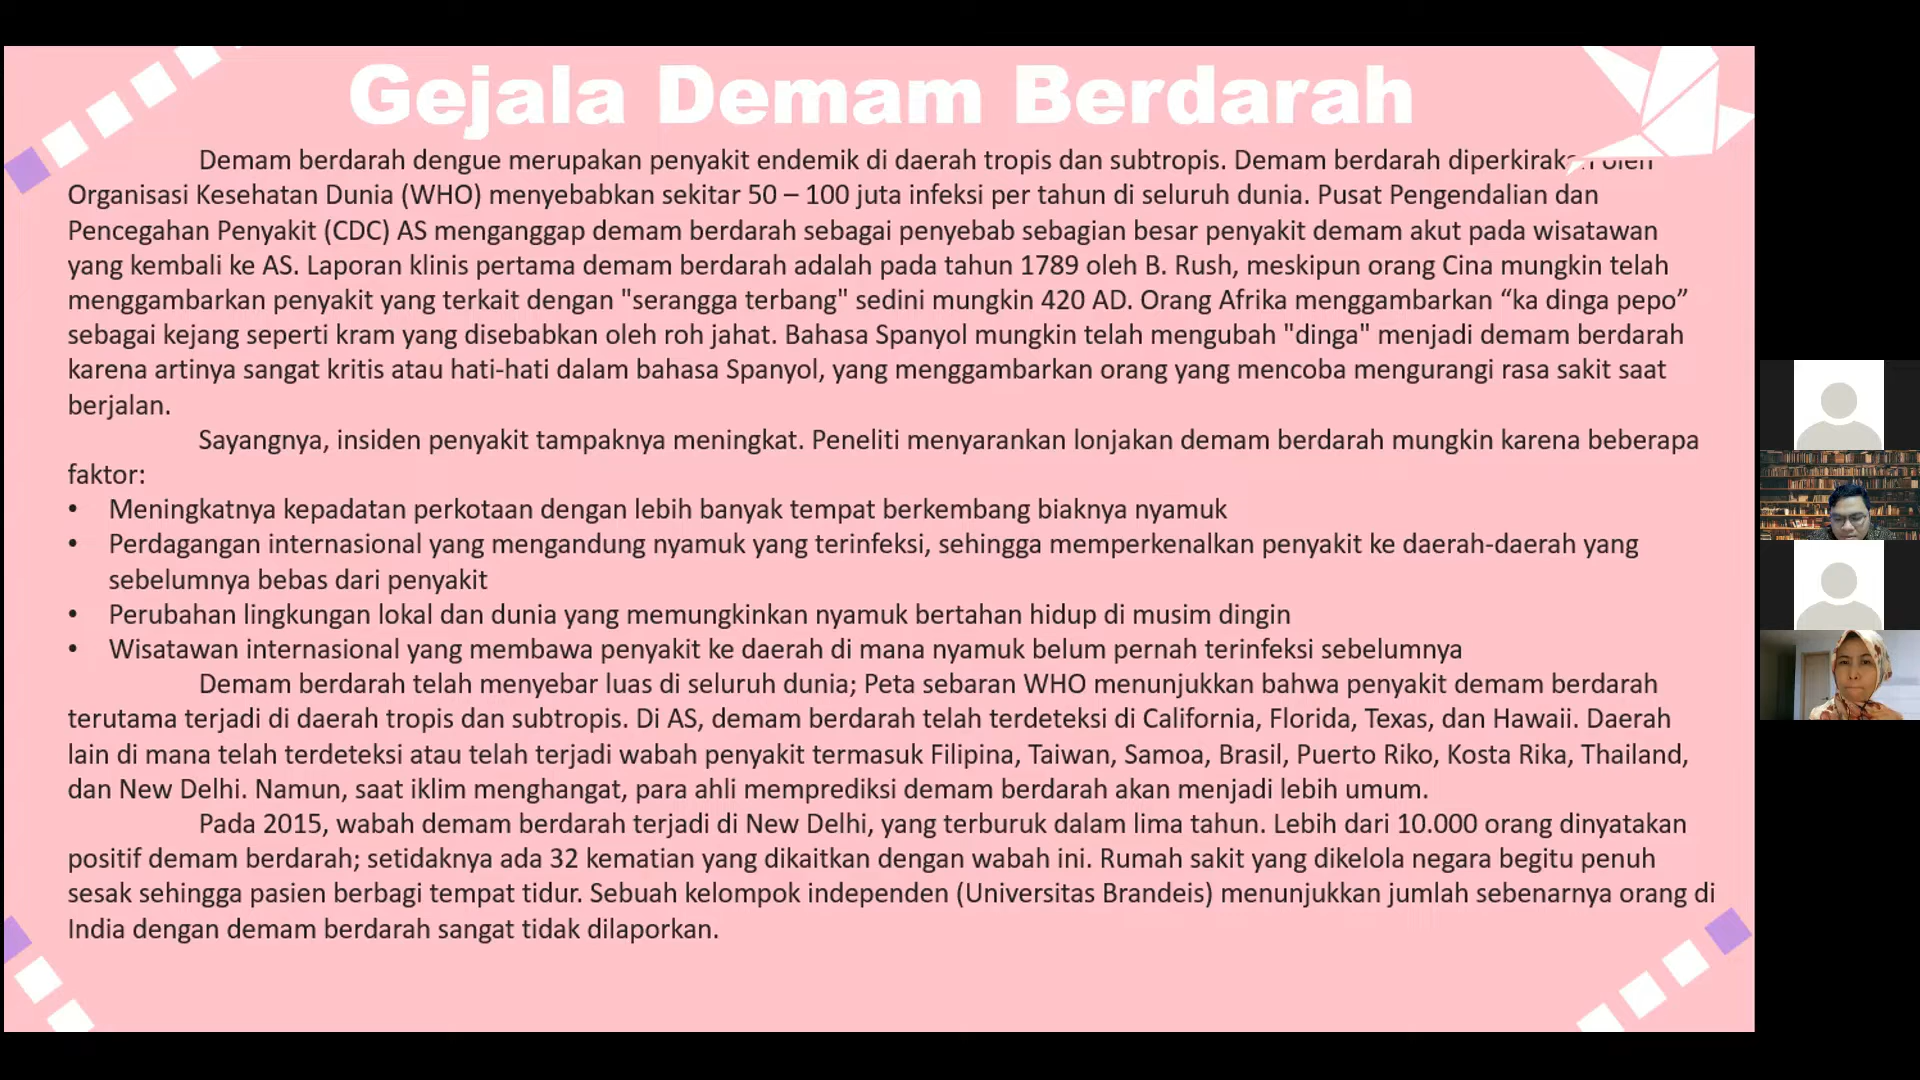 Gejala Demam Berdarah
Demam berdarah dengue merupakan penyakit endemik di daerah tropis dan subtropis. Demam berdarah diperkirakan oleh
Organisasi Kesehatan Dunia (WHO) menyebabkan sekitar 50 – 100 juta infeksi per tahun di seluruh dunia. Pusat Pengendalian dan
Pencegahan Penyakit (CDC) AS menganggap demam berdarah sebagai penyebab sebagian besar penyakit demam akut pada wisatawan
yang kembali ke AS. Laporan klinis pertama demam berdarah adalah pada tahun 1789 oleh B. Rush, meskipun orang Cina mungkin telah
menggambarkan penyakit yang terkait dengan "serangga terbang" sedini mungkin 420 AD. Orang Afrika menggambarkan “ka dinga pepo”
sebagai kejang seperti kram yang disebabkan oleh roh jahat. Bahasa Spanyol mungkin telah mengubah "dinga" menjadi demam berdarah
karena artinya sangat kritis atau hati-hati dalam bahasa Spanyol, yang menggambarkan orang yang mencoba mengurangi rasa sakit saat
berjalan.
Sayangnya, insiden penyakit tampaknya meningkat. Peneliti menyarankan lonjakan demam berdarah mungkin karena beberapa
faktor:
• Meningkatnya kepadatan perkotaan dengan lebih banyak tempat berkembang biaknya nyamuk
• Perdagangan internasional yang mengandung nyamuk yang terinfeksi, sehingga memperkenalkan penyakit ke daerah-daerah yang
sebelumnya bebas dari penyakit
• Perubahan lingkungan lokal dan dunia yang memungkinkan nyamuk bertahan hidup di musim dingin
• Wisatawan internasional yang membawa penyakit ke daerah di mana nyamuk belum pernah terinfeksi sebelumnya
Demam berdarah telah menyebar luas di seluruh dunia; Peta sebaran WHO menunjukkan bahwa penyakit demam berdarah
terutama terjadi di daerah tropis dan subtropis. Di AS, demam berdarah telah terdeteksi di California, Florida, Texas, dan Hawaii. Daerah
lain di mana telah terdeteksi atau telah terjadi wabah penyakit termasuk Filipina, Taiwan, Samoa, Brasil, Puerto Riko, Kosta Rika, Thailand,
dan New Delhi. Namun, saat iklim menghangat, para ahli memprediksi demam berdarah akan menjadi lebih umum.
Pada 2015, wabah demam berdarah terjadi di New Delhi, yang terburuk dalam lima tahun. Lebih dari 10.000 orang dinyatakan
positif demam berdarah; setidaknya ada 32 kematian yang dikaitkan dengan wabah ini. Rumah sakit yang dikelola negara begitu penuh
sesak sehingga pasien berbagi tempat tidur. Sebuah kelompok independen (Universitas Brandeis) menunjukkan jumlah sebenarnya orang di
India dengan demam berdarah sangat tidak dilaporkan.